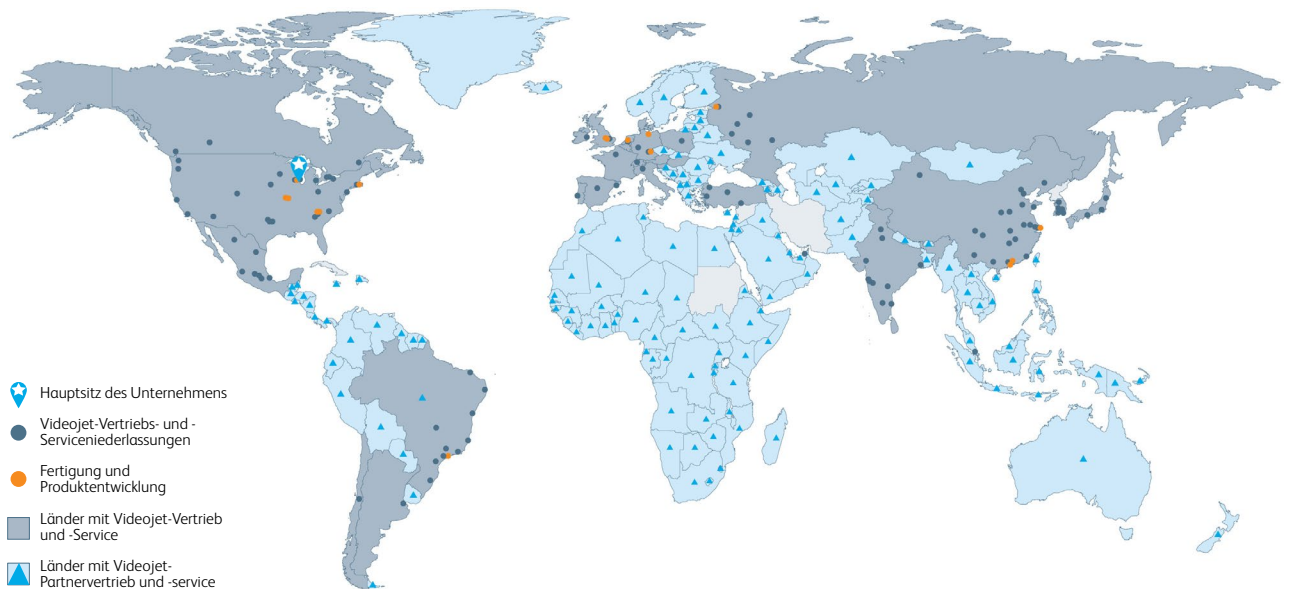 Hauptsitz des Unternehmens
Videojet-Vertriebs- und -
Serviceniederlassungen
Fertigung und
Produktentwicklung
Länder mit Videojet-Vertrieb
und -Service
Länder mit Videojet-
Partnervertrieb und -service